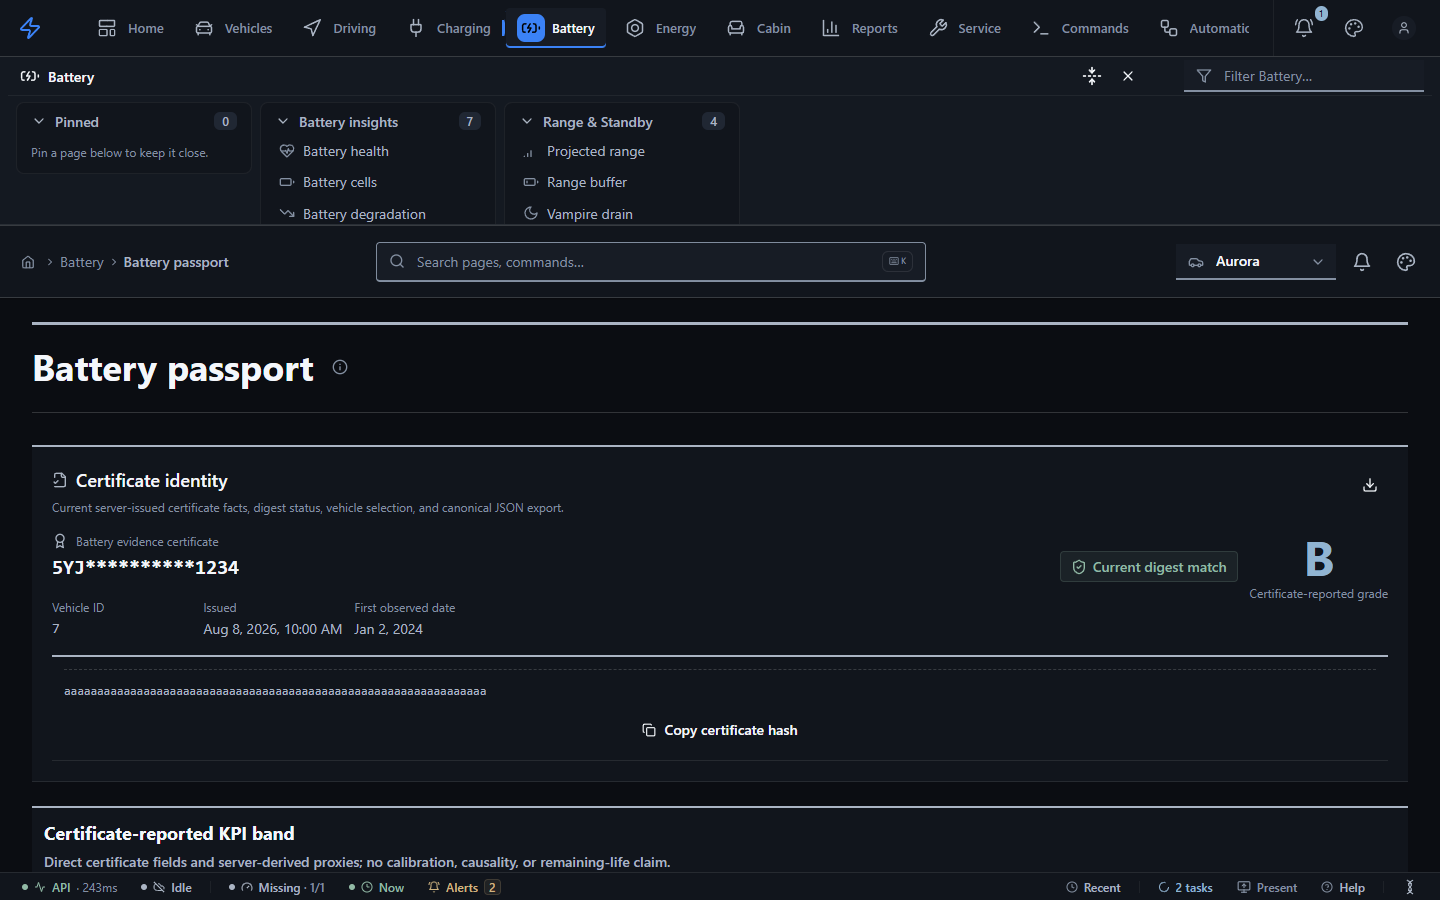 Home
Vehicles
Driving
Charging
Battery
Energy
Cabin
Reports
Service
Commands
Automatic
1
Battery
Filter Battery...
Pinned 0
Pin a page below to keep it close.
Battery insights 7
Battery health
Battery cells
Battery degradation
Range & Standby 4
Projected range
Range buffer
Vampire drain
Battery
Battery passport
Search pages, commands...
K
Aurora
Battery passport
Certificate identity
Current server-issued certificate facts, digest status, vehicle selection, and canonical JSON export.
Battery evidence certificate
5YJ**********1234
Current digest match
B
Certificate-reported grade
Vehicle ID
7
Issued
Aug 8, 2026, 10:00 AM
First observed date
Jan 2, 2024
aaaaaaaaaaaaaaaaaaaaaaaaaaaaaaaaaaaaaaaaaaaaaaaaaaaaaaaaaaaaaaaa
Copy certificate hash
Certificate-reported KPI band
Direct certificate fields and server-derived proxies; no calibration, causality, or remaining-life claim.
API · 243ms
Idle
Missing · 1/1
Now
Alerts 2
Recent
2 tasks
Present
Help